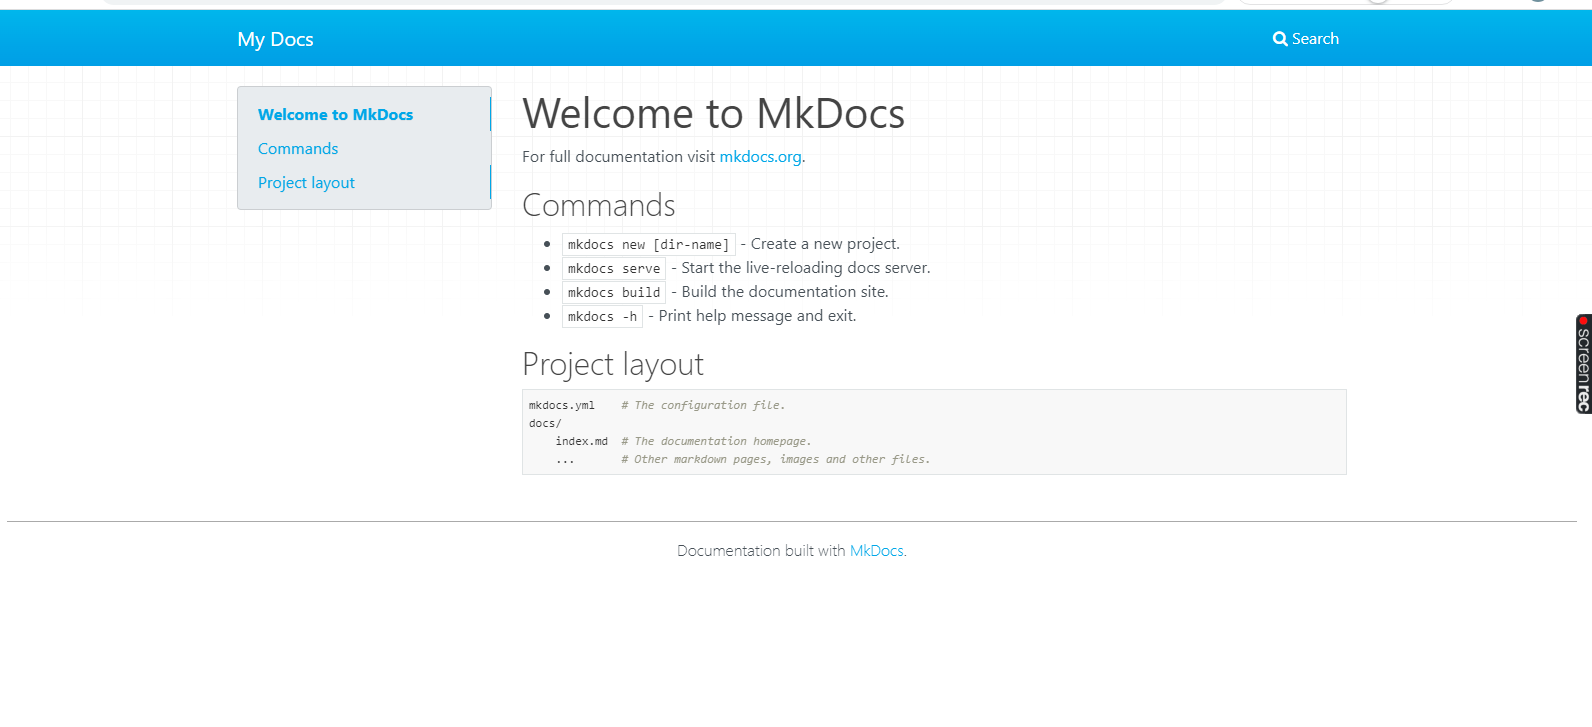 My Docs
Search
Welcome to MkDocs
Commands
Project layout
Welcome to MkDocs
For full documentation visit mkdocs.org.
Commands
mkdocs new [dir-name] - Create a new project.
mkdocs serve - Start the live-reloading docs server.
mkdocs build - Build the documentation site.
mkdocs -h - Print help message and exit.
Project layout
mkdocs.yml    # The configuration file.
docs/
    index.md  # The documentation homepage.
    ...       # Other markdown pages, images and other files.
Documentation built with MkDocs.
screenrec